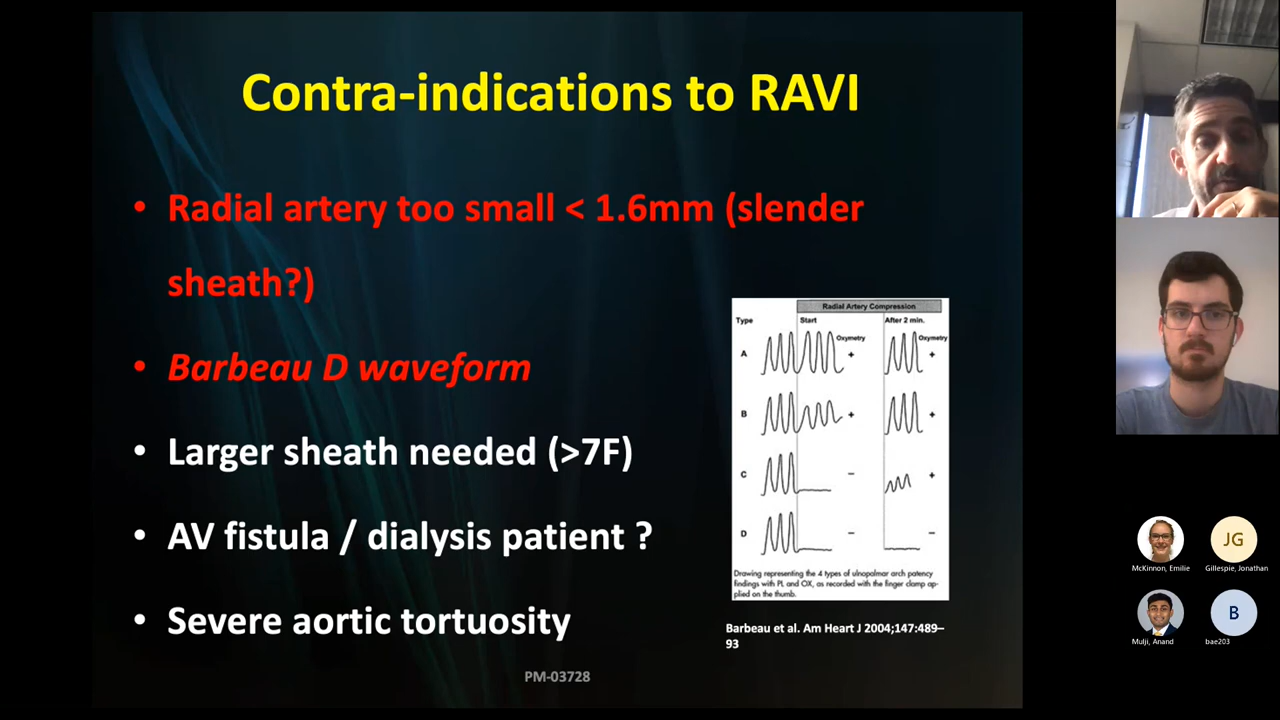 Contra-indications to RAVI
• Radial artery too small < 1.6mm (slender
sheath?)
• Barbeau D waveform
• Larger sheath needed (>7F)
• AV fistula / dialysis patient ?
• Severe aortic tortuosity
Radial Artery Compression
Type Start After 2 min.
Oxymetry Oxymetry
A + +
B + +
C − +
D − −
Drawing representing the 4 types of ulnopalmar arch patency
findings with PL and OX, as recorded with the finger clamp ap-
plied on the thumb.
Barbeau et al. Am Heart J 2004;147:489–
93
PM-03728
JG
McKinnon, Emilie
Gillespie, Jonathan
B
Mulji, Anand
bae203